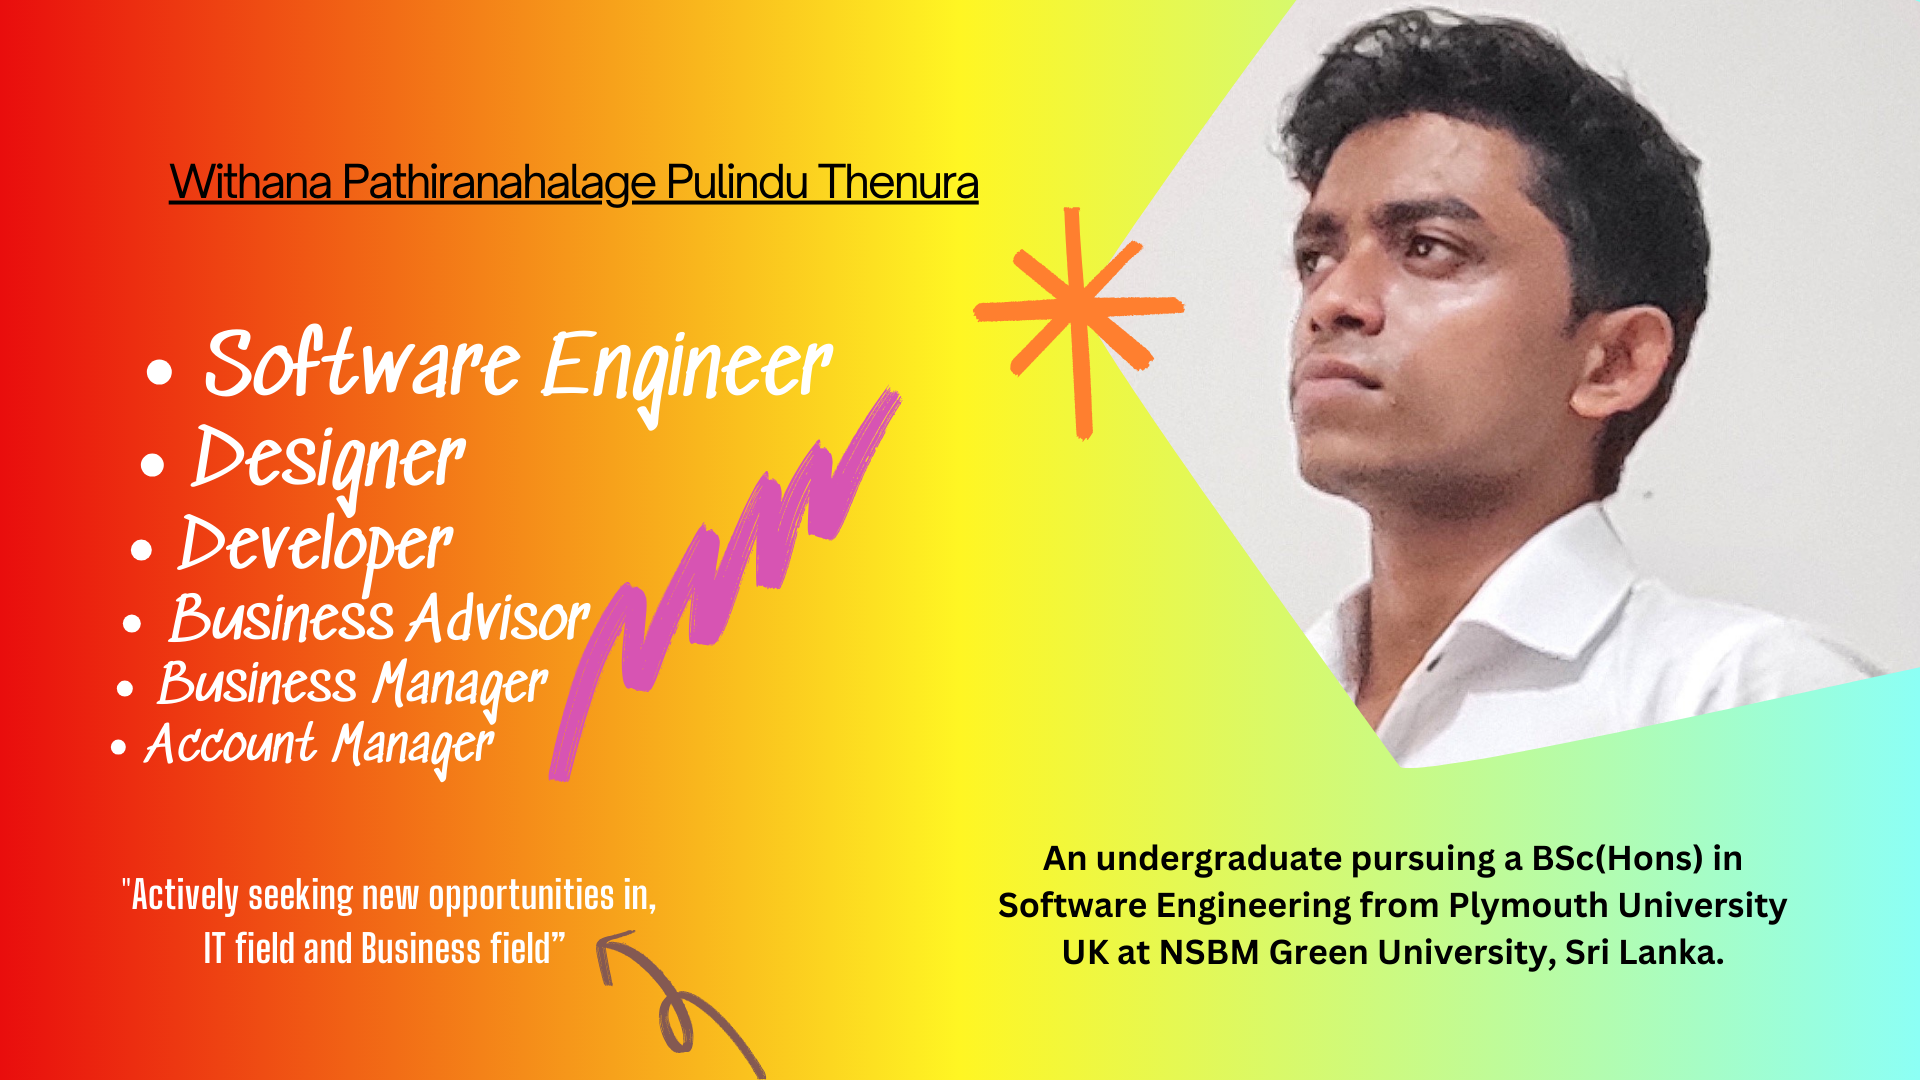 Withana Pathiranahalage Pulindu Thenura
• Software Engineer
• Designer
• Developer
• Business Advisor
• Business Manager
• Account Manager
"Actively seeking new opportunities in,
IT field and Business field”
An undergraduate pursuing a BSc(Hons) in
Software Engineering from Plymouth University
UK at NSBM Green University, Sri Lanka.